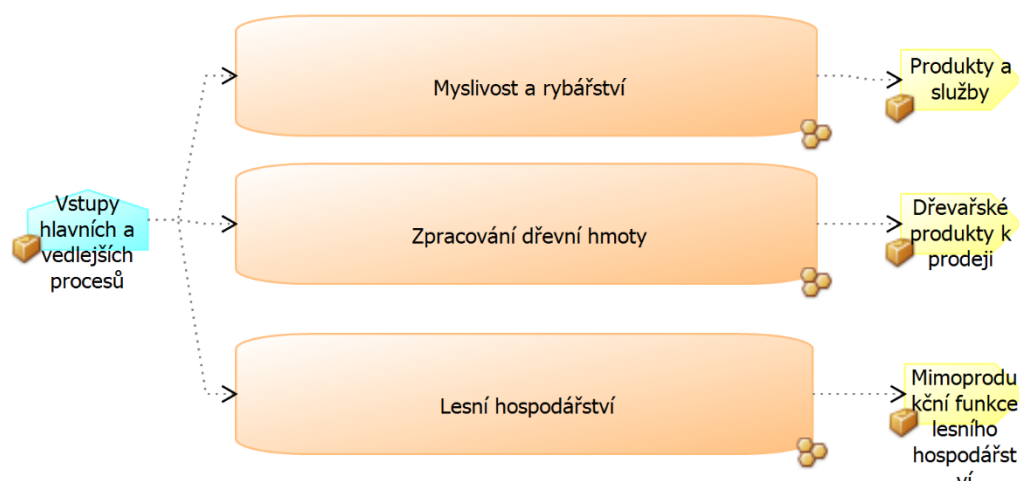 Myslivost a rybářství
Produkty a
služby
Vstupy
hlavních a
vedlejších
procesů
Zpracování dřevní hmoty
Dřevařské
produkty k
prodeji
Lesní hospodářství
Mimoprodu
kční funkce
lesního
hospodářst
ví